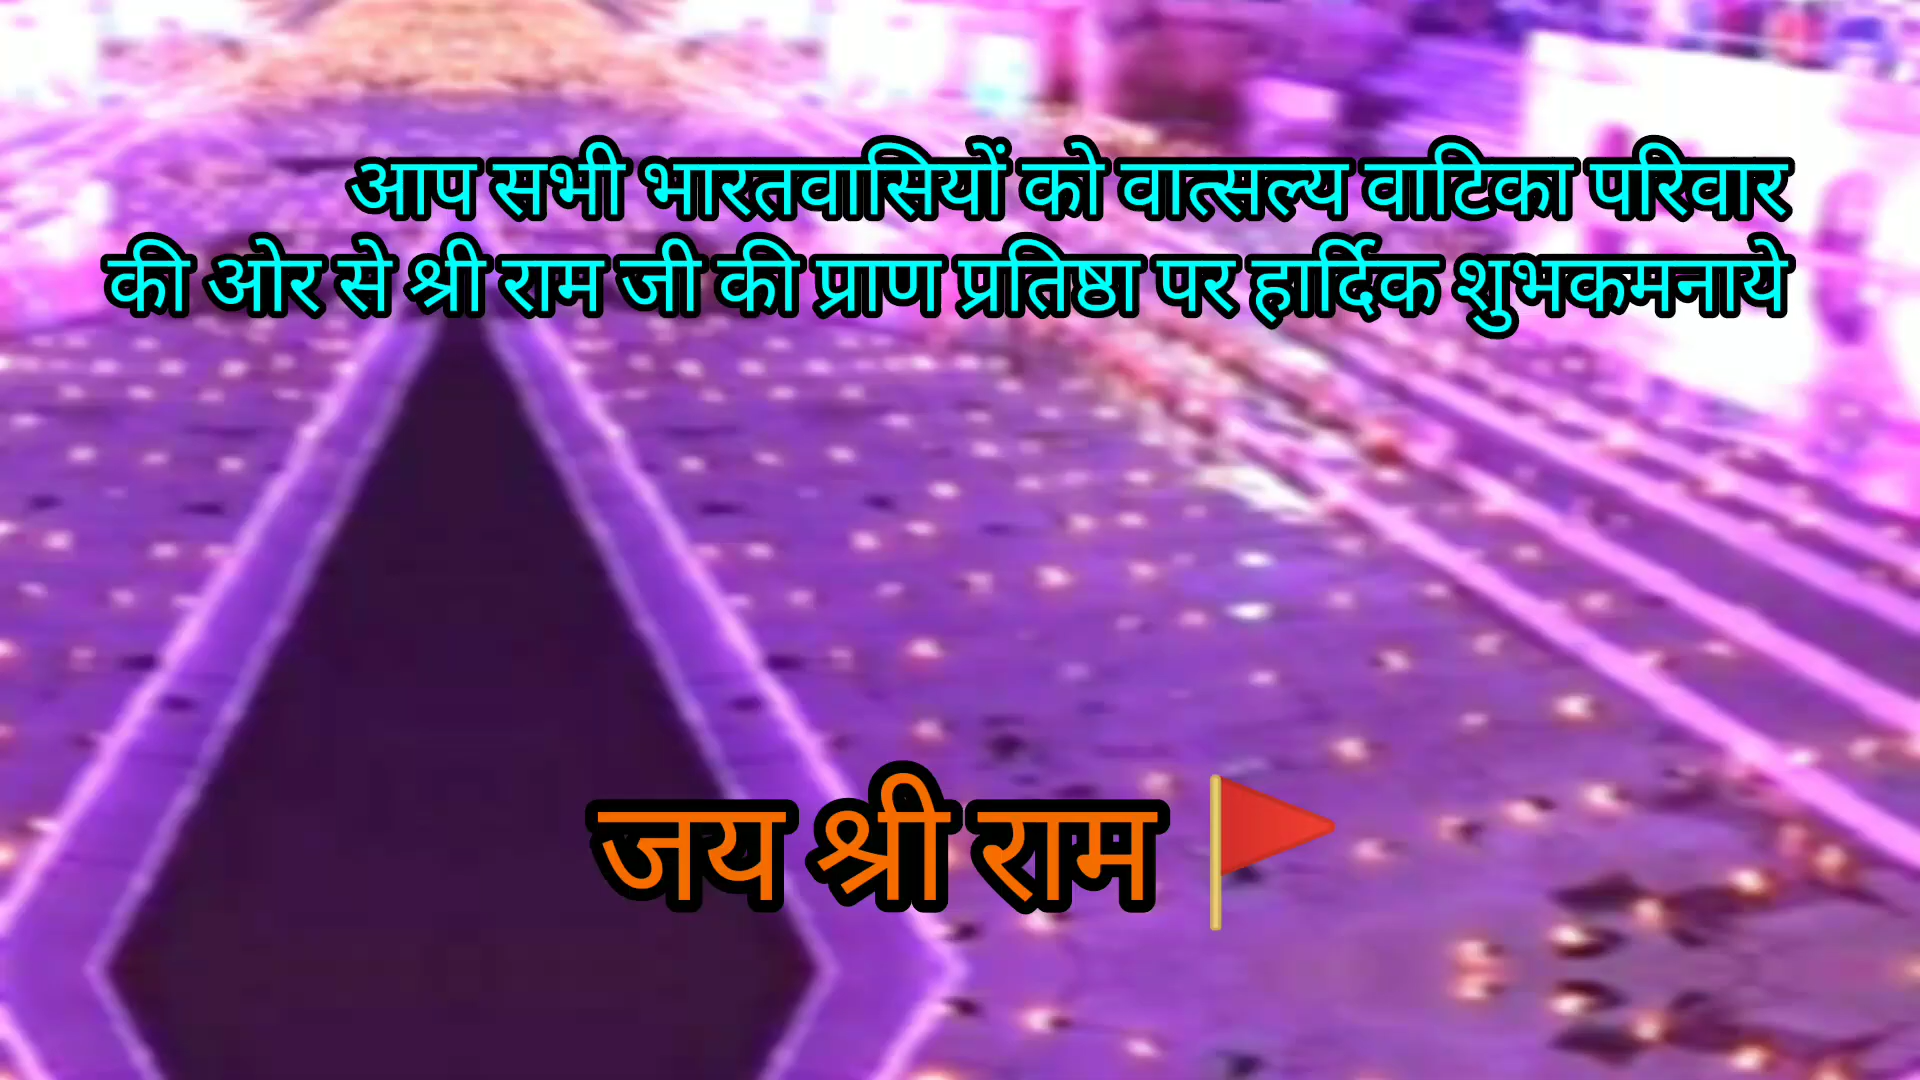 आप सभी भारतवासियों को वात्सल्य वाटिका परिवार
की ओर से श्री राम जी की प्राण प्रतिष्ठा पर हार्दिक शुभकमनाये
जय श्री राम 🚩